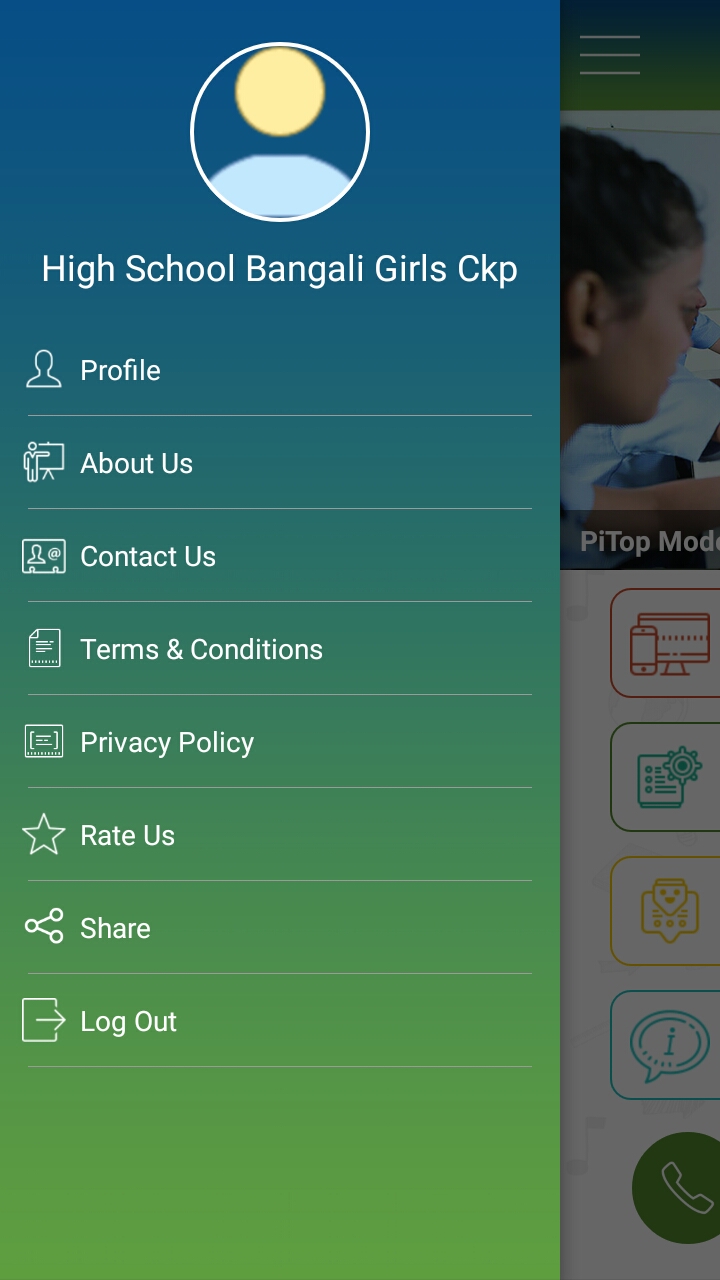 High School Bangali Girls Ckp
Profile
About Us
Contact Us
Terms & Conditions
Privacy Policy
Rate Us
Share
Log Out
PiTop